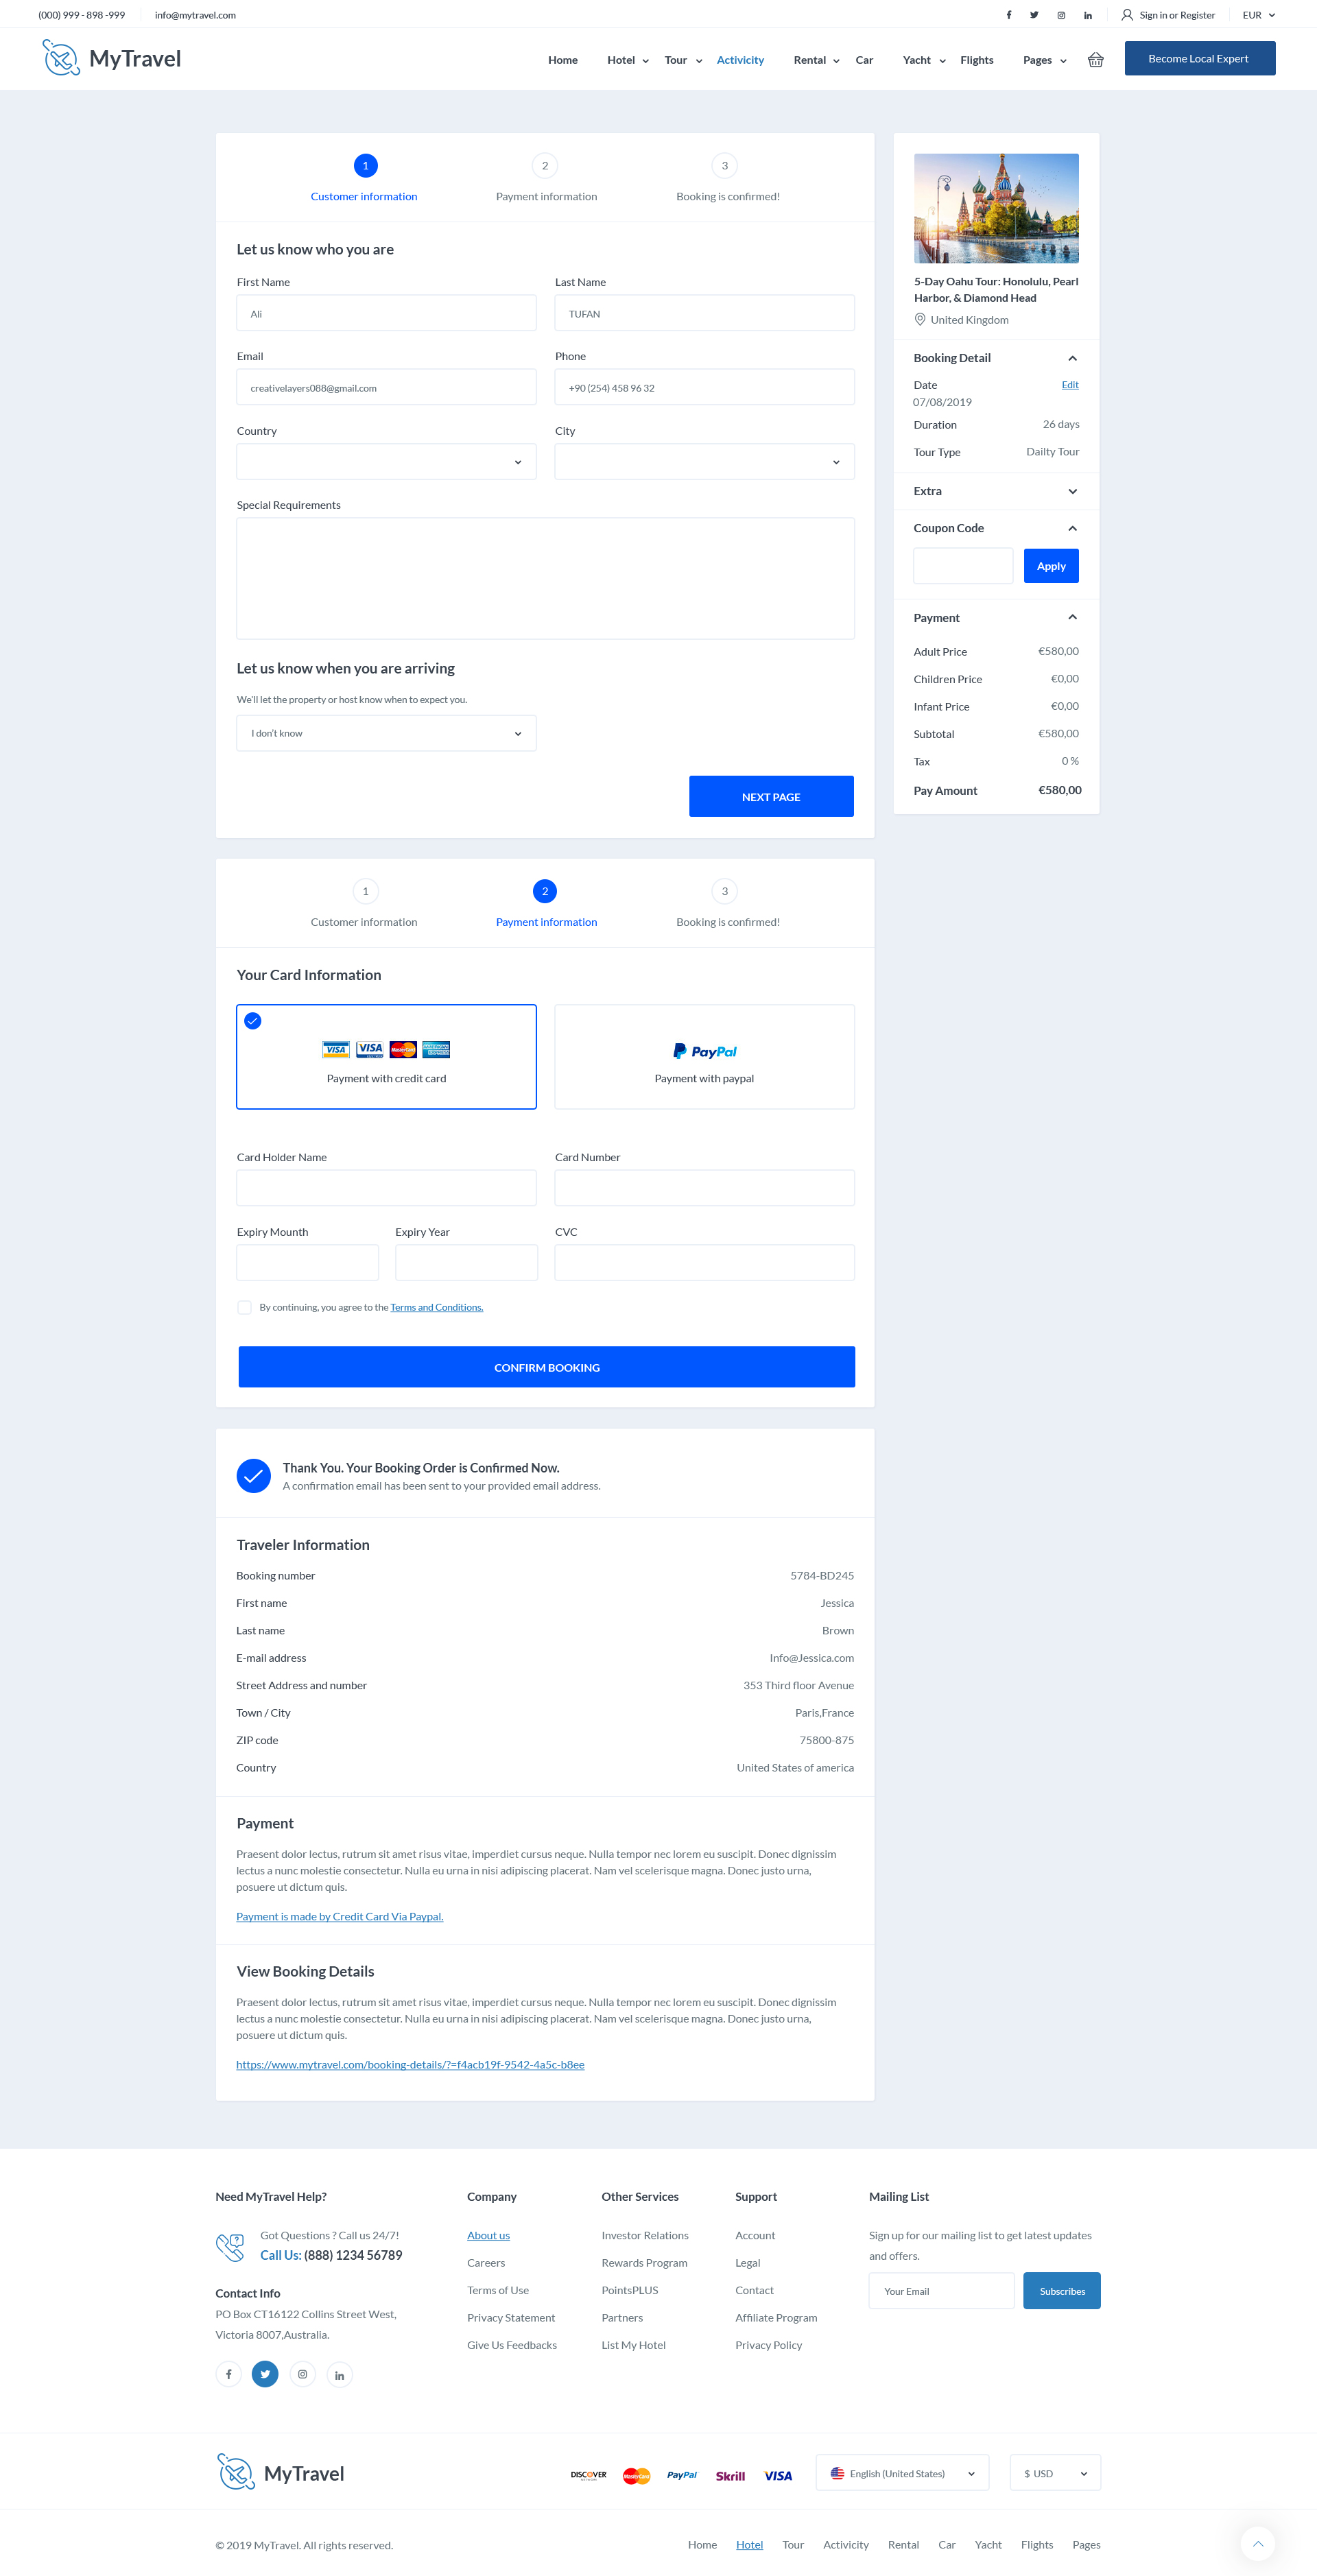 (000) 999 - 898 -999
info@mytravel.com
Sign in or Register
EUR
MyTravel
Home
Hotel
Tour
Activicity
Rental
Car
Yacht
Flights
Pages
Become Local Expert
1
2
3
Customer information
Payment information
Booking is confirmed!
Let us know who you are
First Name
Last Name
Ali
TUFAN
Email
Phone
creativelayers088@gmail.com
+90 (254) 458 96 32
Country
City
Special Requirements
Let us know when you are arriving
We'll let the property or host know when to expect you.
I don't know
NEXT PAGE
5-Day Oahu Tour: Honolulu, Pearl
Harbor, & Diamond Head
United Kingdom
Booking Detail
Date
Edit
07/08/2019
Duration
26 days
Tour Type
Dailty Tour
Extra
Coupon Code
Apply
Payment
Adult Price
€580,00
Children Price
€0,00
Infant Price
€0,00
Subtotal
€580,00
Tax
0 %
Pay Amount
€580,00
1
2
3
Customer information
Payment information
Booking is confirmed!
Your Card Information
VISA
VISA
MasterCard
AMERICAN EXPRESS
PayPal
Payment with credit card
Payment with paypal
Card Holder Name
Card Number
Expiry Mounth
Expiry Year
CVC
By continuing, you agree to the Terms and Conditions.
CONFIRM BOOKING
Thank You. Your Booking Order is Confirmed Now.
A confirmation email has been sent to your provided email address.
Traveler Information
Booking number
5784-BD245
First name
Jessica
Last name
Brown
E-mail address
Info@Jessica.com
Street Address and number
353 Third floor Avenue
Town / City
Paris,France
ZIP code
75800-875
Country
United States of america
Payment
Praesent dolor lectus, rutrum sit amet risus vitae, imperdiet cursus neque. Nulla tempor nec lorem eu suscipit. Donec dignissim
lectus a nunc molestie consectetur. Nulla eu urna in nisi adipiscing placerat. Nam vel scelerisque magna. Donec justo urna,
posuere ut dictum quis.
Payment is made by Credit Card Via Paypal.
View Booking Details
Praesent dolor lectus, rutrum sit amet risus vitae, imperdiet cursus neque. Nulla tempor nec lorem eu suscipit. Donec dignissim
lectus a nunc molestie consectetur. Nulla eu urna in nisi adipiscing placerat. Nam vel scelerisque magna. Donec justo urna,
posuere ut dictum quis.
https://www.mytravel.com/booking-details/?=f4acb19f-9542-4a5c-b8ee
Need MyTravel Help?
Got Questions ? Call us 24/7!
Call Us: (888) 1234 56789
Contact Info
PO Box CT16122 Collins Street West,
Victoria 8007,Australia.
Company
About us
Careers
Terms of Use
Privacy Statement
Give Us Feedbacks
Other Services
Investor Relations
Rewards Program
PointsPLUS
Partners
List My Hotel
Support
Account
Legal
Contact
Affiliate Program
Privacy Policy
Mailing List
Sign up for our mailing list to get latest updates
and offers.
Your Email
Subscribes
MyTravel
DISCOVER
MasterCard
PayPal
Skrill
VISA
English (United States)
$ USD
© 2019 MyTravel. All rights reserved.
Home
Hotel
Tour
Activicity
Rental
Car
Yacht
Flights
Pages